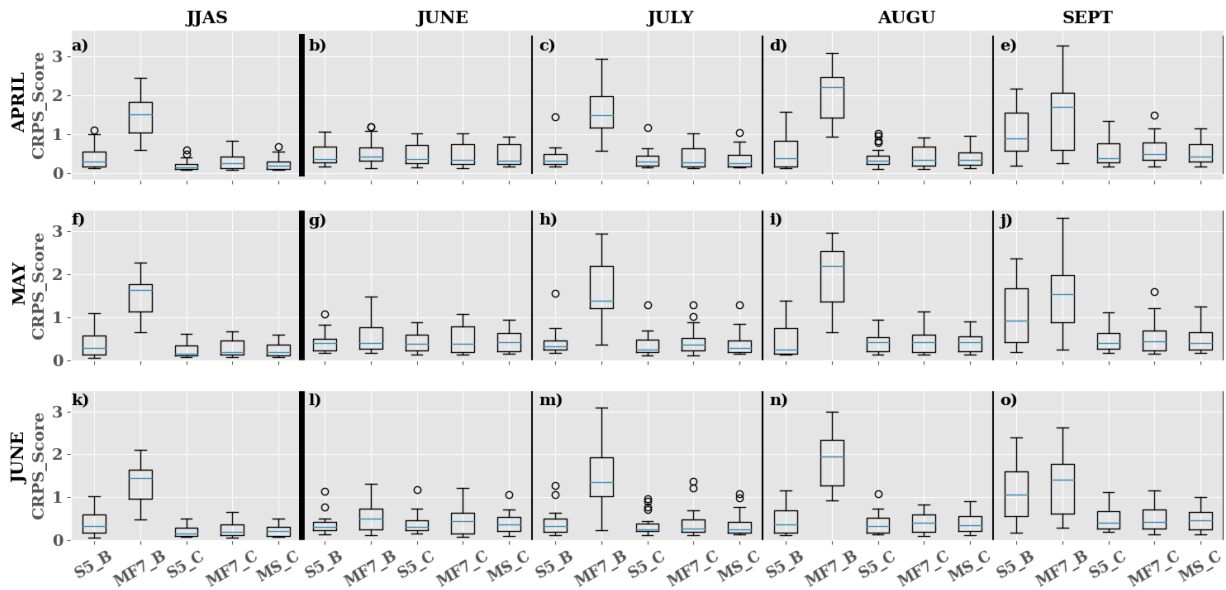 JJAS JUNE JULY AUGU SEPT
APRIL
CRPS_Score
a) b) c) d) e)
3
2
1
0
MAY
CRPS_Score
f) g) h) i) j)
3
2
1
0
JUNE
CRPS_Score
k) l) m) n) o)
3
2
1
0
S5_B MF7_B S5_C MF7_C MS_C S5_B MF7_B S5_C MF7_C MS_C S5_B MF7_B S5_C MF7_C MS_C S5_B MF7_B S5_C MF7_C MS_C S5_B MF7_B S5_C MF7_C MS_C